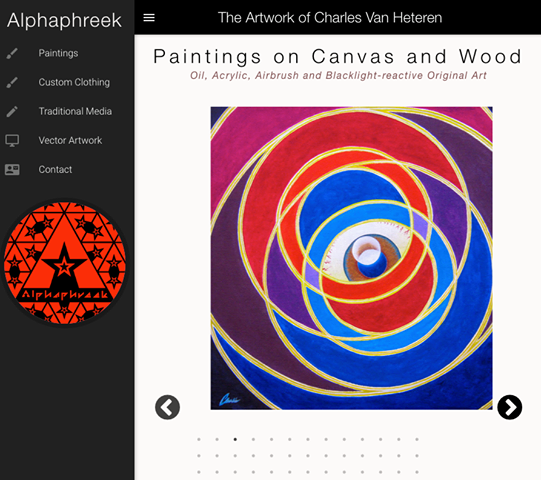 Alphaphreek
Paintings
Custom Clothing
Traditional Media
Vector Artwork
Contact
Alphaphreek
The Artwork of Charles Van Heteren
Paintings on Canvas and Wood
Oil, Acrylic, Airbrush and Blacklight-reactive Original Art